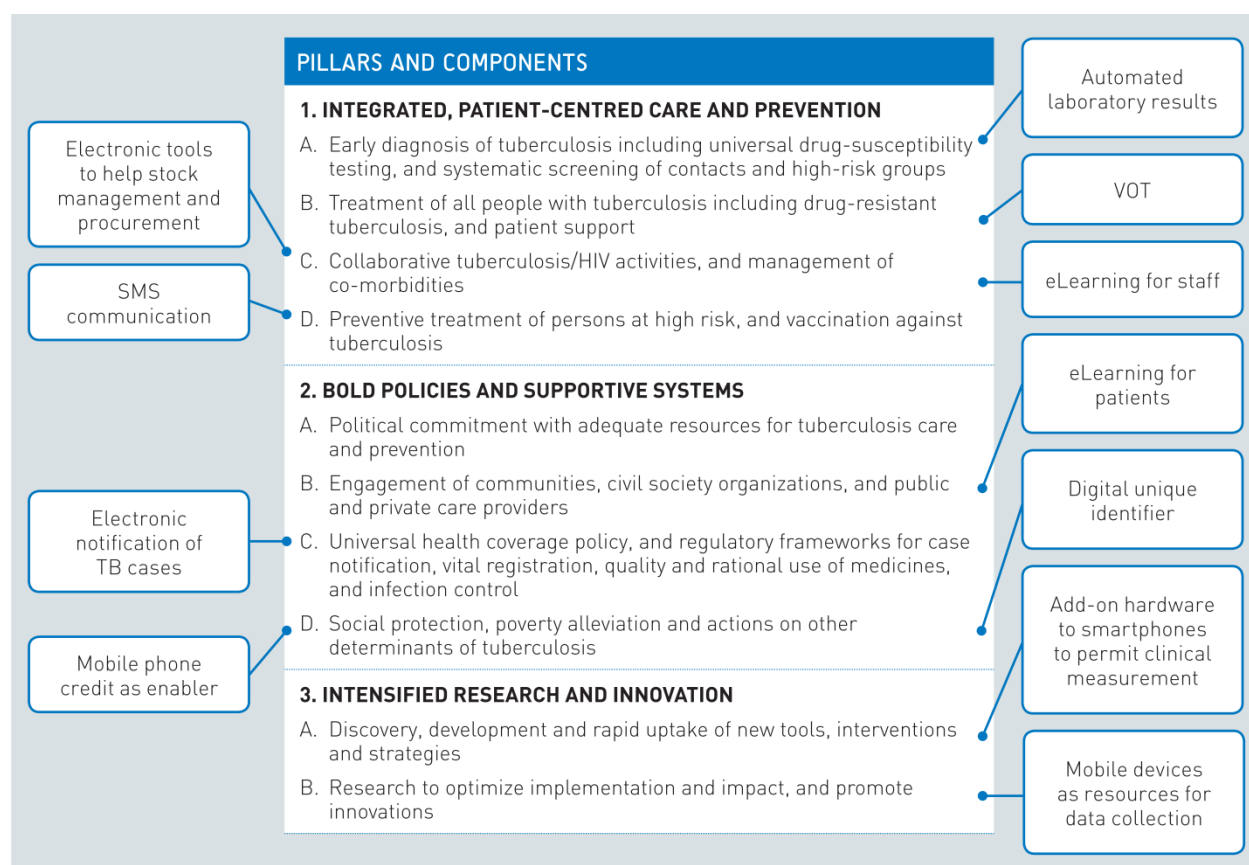 PILLARS AND COMPONENTS
1. INTEGRATED, PATIENT-CENTRED CARE AND PREVENTION
A. Early diagnosis of tuberculosis including universal drug-susceptibility
testing, and systematic screening of contacts and high-risk groups
B. Treatment of all people with tuberculosis including drug-resistant
tuberculosis, and patient support
C. Collaborative tuberculosis/HIV activities, and management of
co-morbidities
D. Preventive treatment of persons at high risk, and vaccination against
tuberculosis
2. BOLD POLICIES AND SUPPORTIVE SYSTEMS
A. Political commitment with adequate resources for tuberculosis care
and prevention
B. Engagement of communities, civil society organizations, and public
and private care providers
C. Universal health coverage policy, and regulatory frameworks for case
notification, vital registration, quality and rational use of medicines,
and infection control
D. Social protection, poverty alleviation and actions on other
determinants of tuberculosis
3. INTENSIFIED RESEARCH AND INNOVATION
A. Discovery, development and rapid uptake of new tools, interventions
and strategies
B. Research to optimize implementation and impact, and promote
innovations
Electronic tools
to help stock
management and
procurement
SMS
communication
Electronic
notification of
TB cases
Mobile phone
credit as enabler
Automated
laboratory results
VOT
eLearning for staff
eLearning for
patients
Digital unique
identifier
Add-on hardware
to smartphones
to permit clinical
measurement
Mobile devices
as resources for
data collection